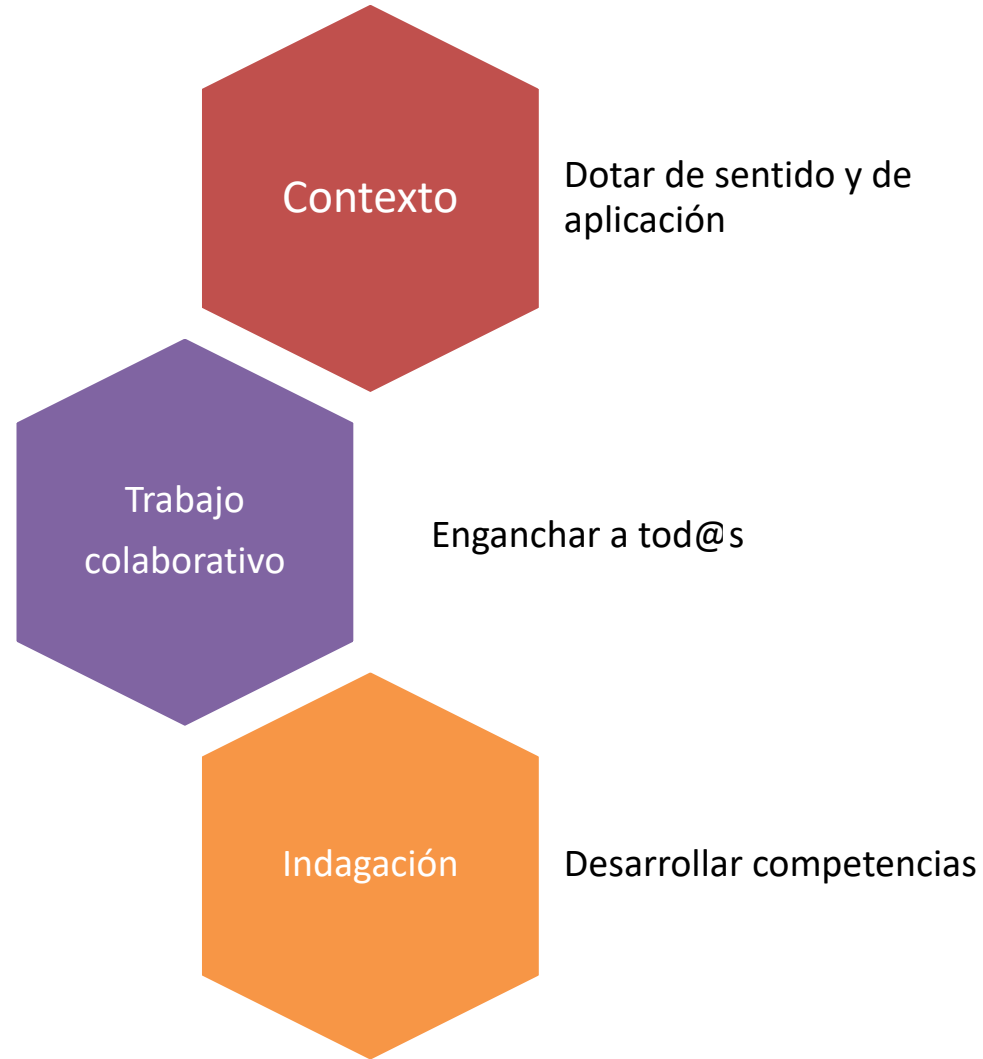 Contexto
Dotar de sentido y de
aplicación
Trabajo
colaborativo
Enganchar a tod@s
Indagación
Desarrollar competencias